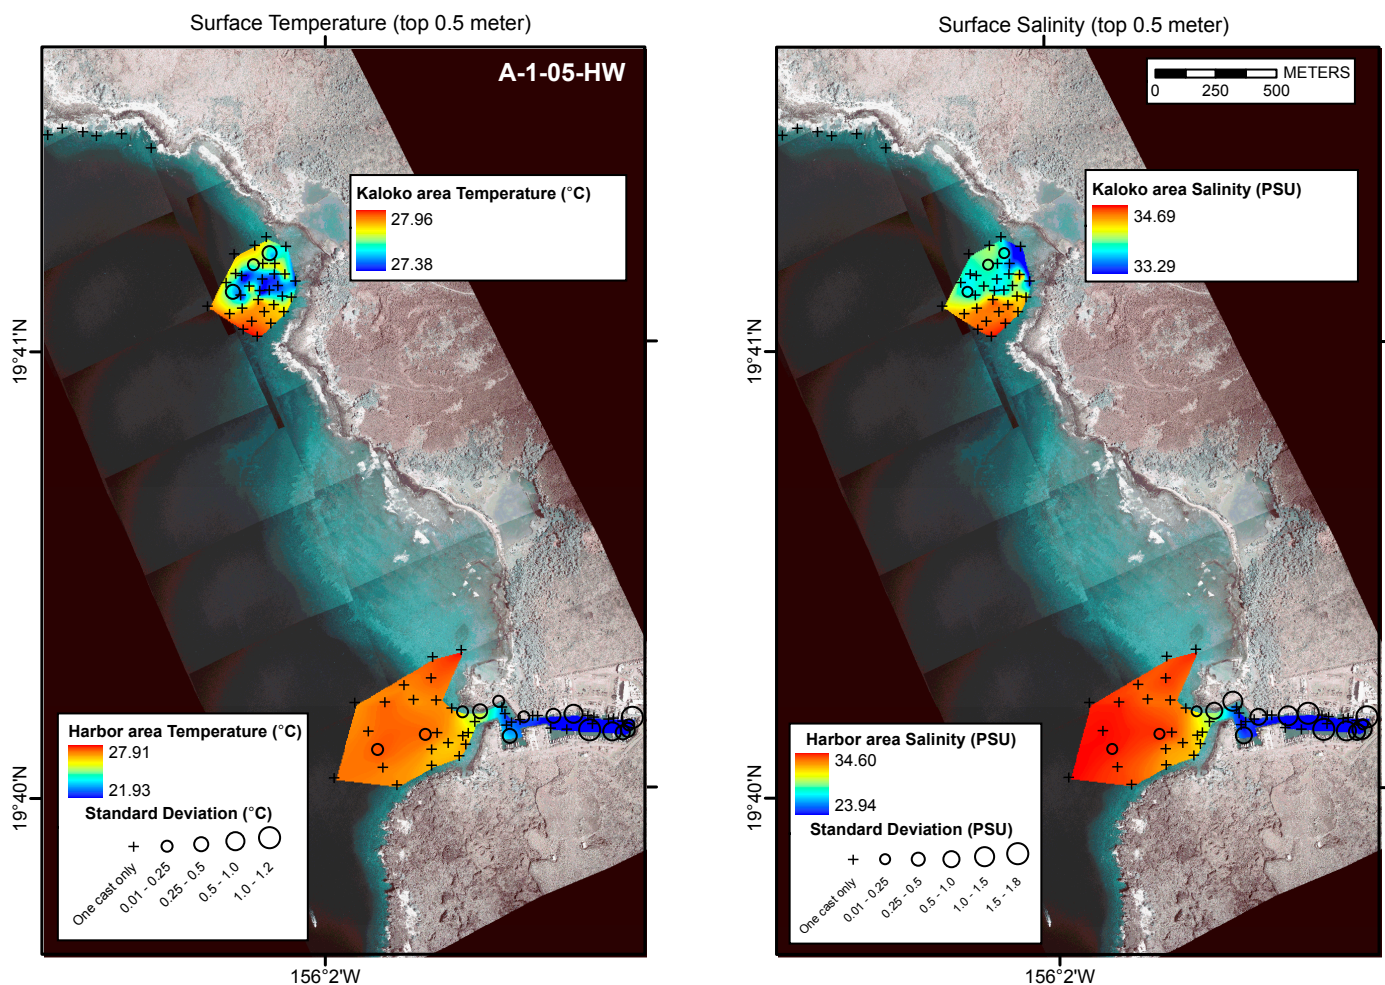 Surface Temperature (top 0.5 meter)
A-1-05-HW
Kaloko area Temperature (°C)
27.96
27.38
19°41'N
19°40'N
Harbor area Temperature (°C)
27.91
21.93
Standard Deviation (°C)
One cast only
0.01 - 0.25
0.25 - 0.5
0.5 - 1.0
1.0 - 1.2
156°2'W
Surface Salinity (top 0.5 meter)
METERS
0 250 500
Kaloko area Salinity (PSU)
34.69
33.29
19°41'N
19°40'N
Harbor area Salinity (PSU)
34.60
23.94
Standard Deviation (PSU)
One cast only
0.01 - 0.25
0.25 - 0.5
0.5 - 1.0
1.0 - 1.5
1.5 - 1.8
156°2'W